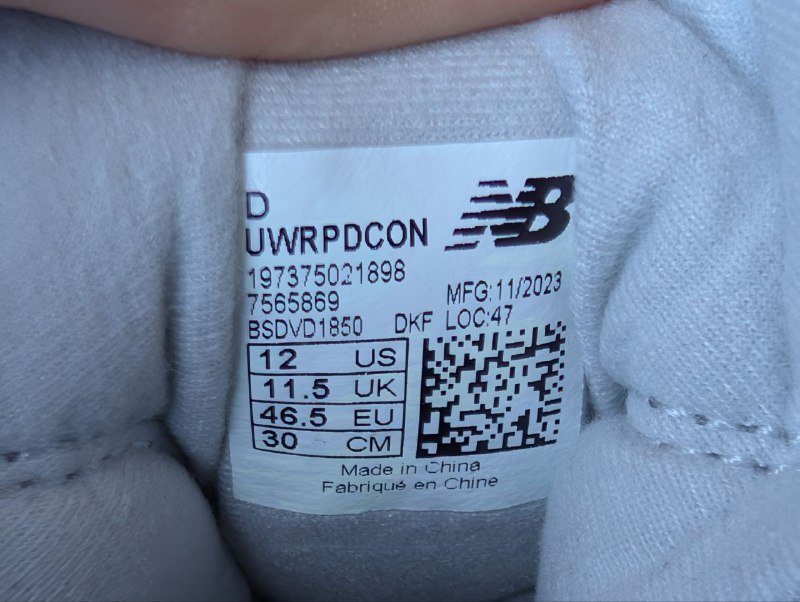 D
UWRPDCON
NB
197375021898
7565869 MFG:11/2023
BSDVD1850 DKF LOC:47
12 US
11.5 UK
46.5 EU
30 CM
Made in China
Fabriqué en Chine